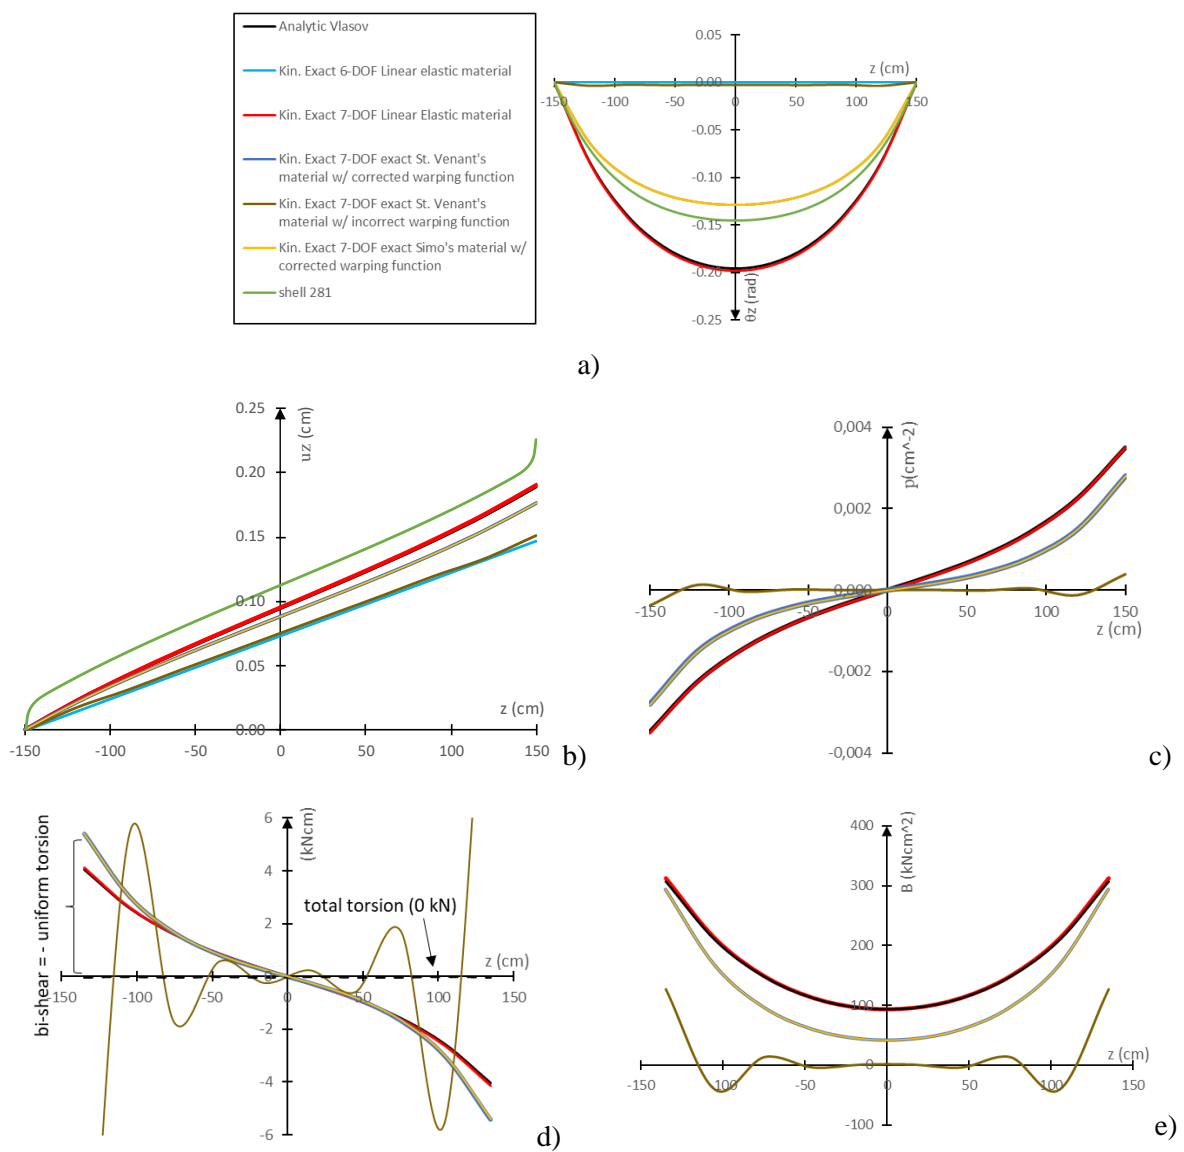 Analytic Vlasov
Kin. Exact 6-DOF Linear elastic material
Kin. Exact 7-DOF Linear Elastic material
Kin. Exact 7-DOF exact St. Venant's
material w/ corrected warping function
Kin. Exact 7-DOF exact St. Venant's
material w/ incorrect warping function
Kin. Exact 7-DOF exact Simo's material w/
corrected warping function
shell 281
0.05
z (cm)
0.00
-150 -100 -50 0 50 100 150
-0.05
-0.10
-0.15
-0.20
-0.25
θz (rad)
a)
0.25
uz (cm)
0.20
0.15
0.10
0.05
z (cm)
0.00
-150 -100 -50 0 50 100 150
b)
0,004
p(cm^-2)
0,002
0,000
-150 -100 -50 0 50 100 150
z (cm)
-0,002
-0,004
c)
bi-shear = - uniform torsion
6
(kNcm)
4
total torsion (0 kN)
2
z (cm)
0
-150 -100 -50 0 50 100 150
-2
-4
-6
d)
400
B (kNcm^2)
300
200
100
z (cm)
0
-150 -100 -50 0 50 100 150
-100
e)